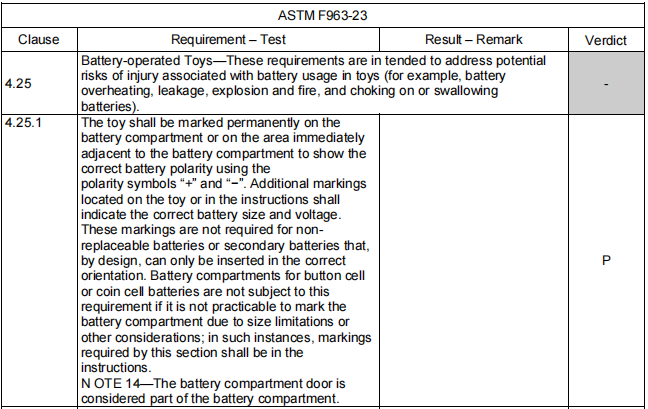 ASTM F963-23
Clause Requirement – Test Result – Remark Verdict
4.25 Battery-operated Toys—These requirements are in tended to address potential
risks of injury associated with battery usage in toys (for example, battery
overheating, leakage, explosion and fire, and choking on or swallowing
batteries). -
4.25.1 The toy shall be marked permanently on the
battery compartment or on the area immediately
adjacent to the battery compartment to show the
correct battery polarity using the
polarity symbols “+” and “−”. Additional markings
located on the toy or in the instructions shall
indicate the correct battery size and voltage.
These markings are not required for non-
replaceable batteries or secondary batteries that,
by design, can only be inserted in the correct
orientation. Battery compartments for button cell
or coin cell batteries are not subject to this
requirement if it is not practicable to mark the
battery compartment due to size limitations or
other considerations; in such instances, markings
required by this section shall be in the
instructions.
N OTE 14—The battery compartment door is
considered part of the battery compartment.
P